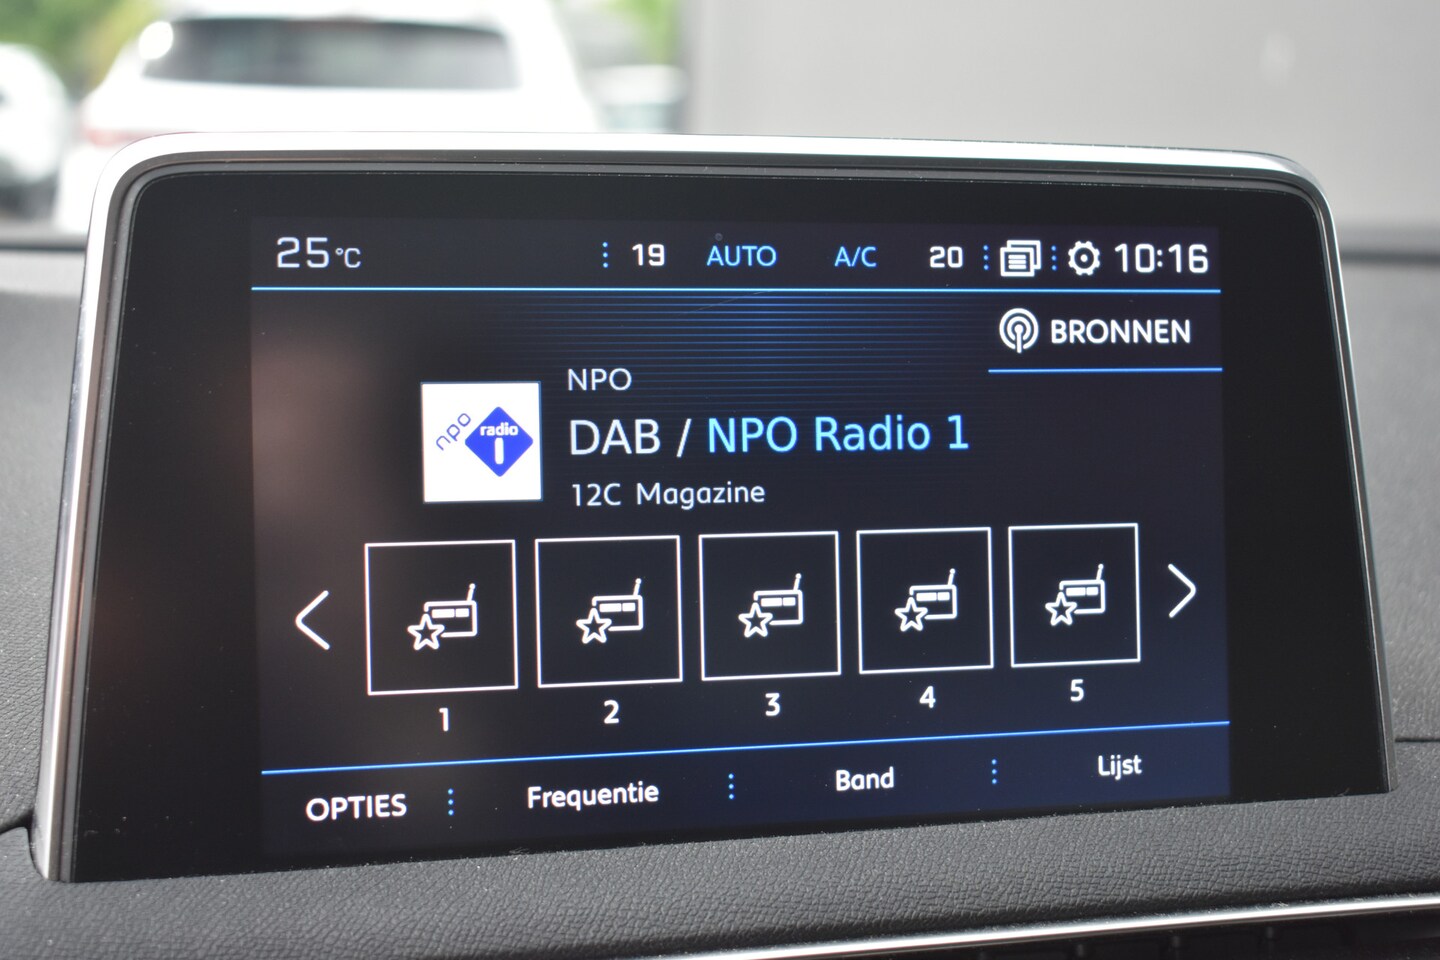 25 °C 19 AUTO A/C 20 10:16
BRONNEN
NPO
npo radio 1
DAB / NPO Radio 1
12C Magazine
1 2 3 4 5
OPTIES Frequentie Band Lijst